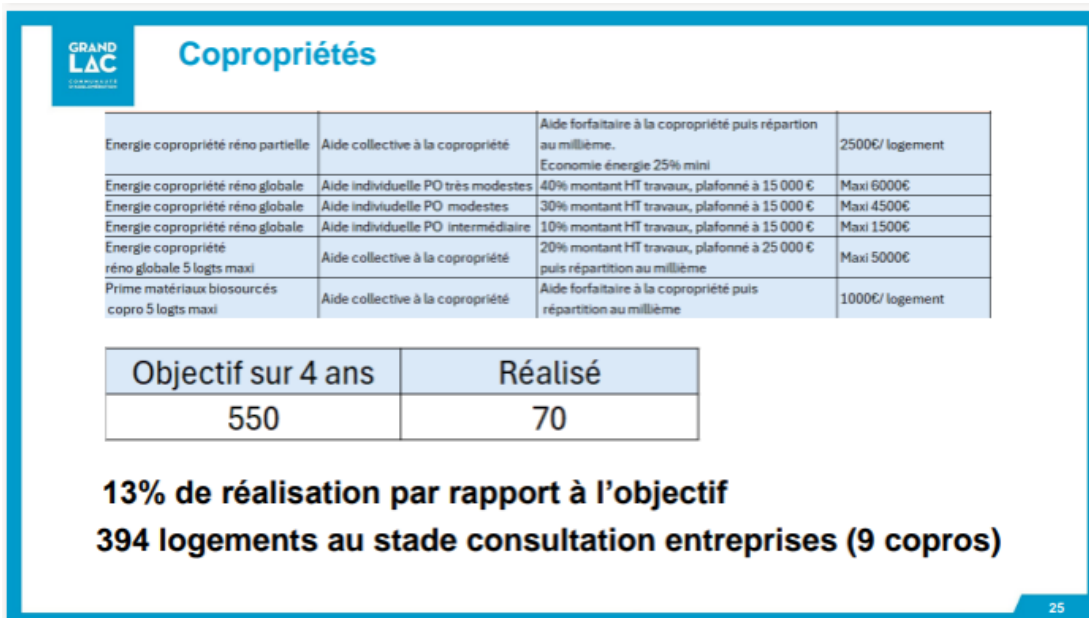 GRAND
LAC
COMMUNAUTÉ
D'AGGLOMÉRATION
Copropriétés
Energie copropriété réno partielle Aide collective à la copropriété Aide forfaitaire à la copropriété puis répartion
au millième.
Economie énergie 25% mini 2500€/ logement
Energie copropriété réno globale Aide individuelle PO très modestes 40% montant HT travaux, plafonné à 15 000 € Maxi 6000€
Energie copropriété réno globale Aide indiviudelle PO modestes 30% montant HT travaux, plafonné à 15 000 € Maxi 4500€
Energie copropriété réno globale Aide individuelle PO intermédiaire 10% montant HT travaux, plafonné à 15 000 € Maxi 1500€
Energie copropriété
réno globale 5 logts maxi Aide collective à la copropriété 20% montant HT travaux, plafonné à 25 000 €
puis répartition au millième Maxi 5000€
Prime matériaux biosourcés
copro 5 logts maxi Aide collective à la copropriété Aide forfaitaire à la copropriété puis
répartition au millième 1000€/ logement
Objectif sur 4 ans Réalisé
550 70
13% de réalisation par rapport à l'objectif
394 logements au stade consultation entreprises (9 copros)
25